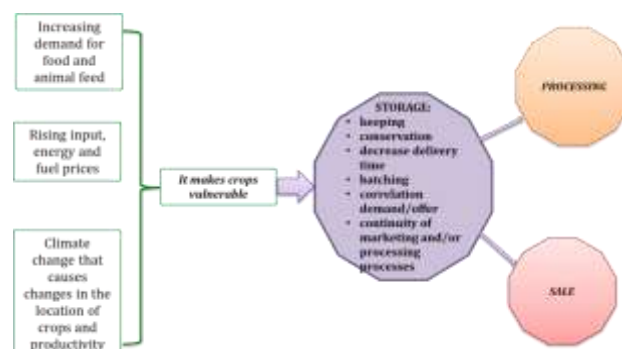 Increasing
demand for
food and
animal feed
Rising input,
energy and
fuel prices
Climate
change that
causes
changes in the
location of
crops and
productivity
It makes crops
vulnerable
STORAGE:
• keeping
• conservation
• decrease delivery
time
• batching
• correlation
demand/offer
• continuity of
marketing and/or
processing
processes
PROCESSING
SALE